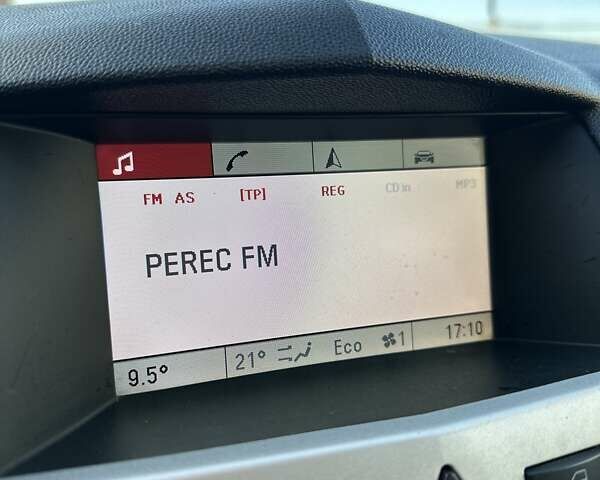 FM AS [TP] REG CD in MP3
PEREC FM
9.5° 21° Eco 1 17:10